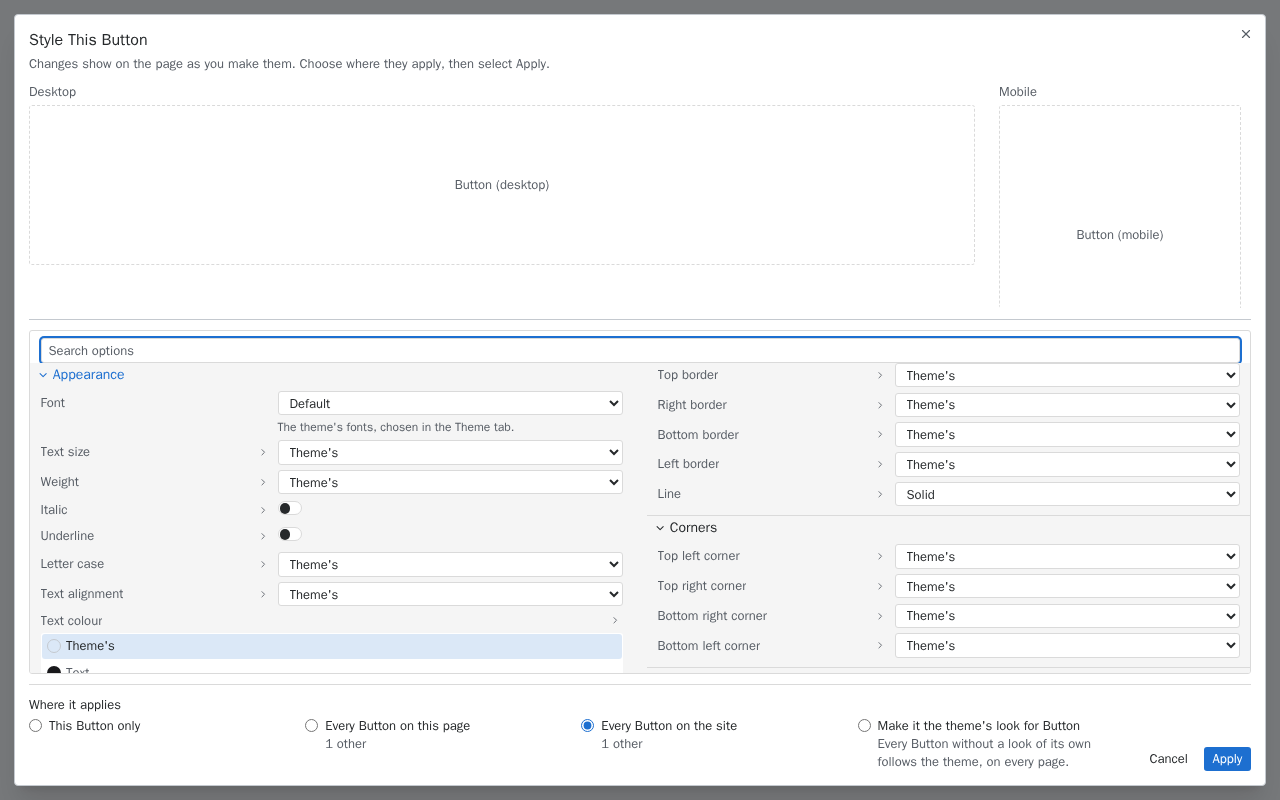 Style This Button
Changes show on the page as you make them. Choose where they apply, then select Apply.
Desktop
Mobile
Button (desktop)
Button (mobile)
Search options
Appearance
Font
Default
The theme's fonts, chosen in the Theme tab.
Text size
Theme's
Weight
Theme's
Italic
Underline
Letter case
Theme's
Text alignment
Theme's
Text colour
Theme's
Text
Top border
Theme's
Right border
Theme's
Bottom border
Theme's
Left border
Theme's
Line
Solid
Corners
Top left corner
Theme's
Top right corner
Theme's
Bottom right corner
Theme's
Bottom left corner
Theme's
Where it applies
This Button only
Every Button on this page
1 other
Every Button on the site
1 other
Make it the theme's look for Button
Every Button without a look of its own
follows the theme, on every page.
Cancel
Apply